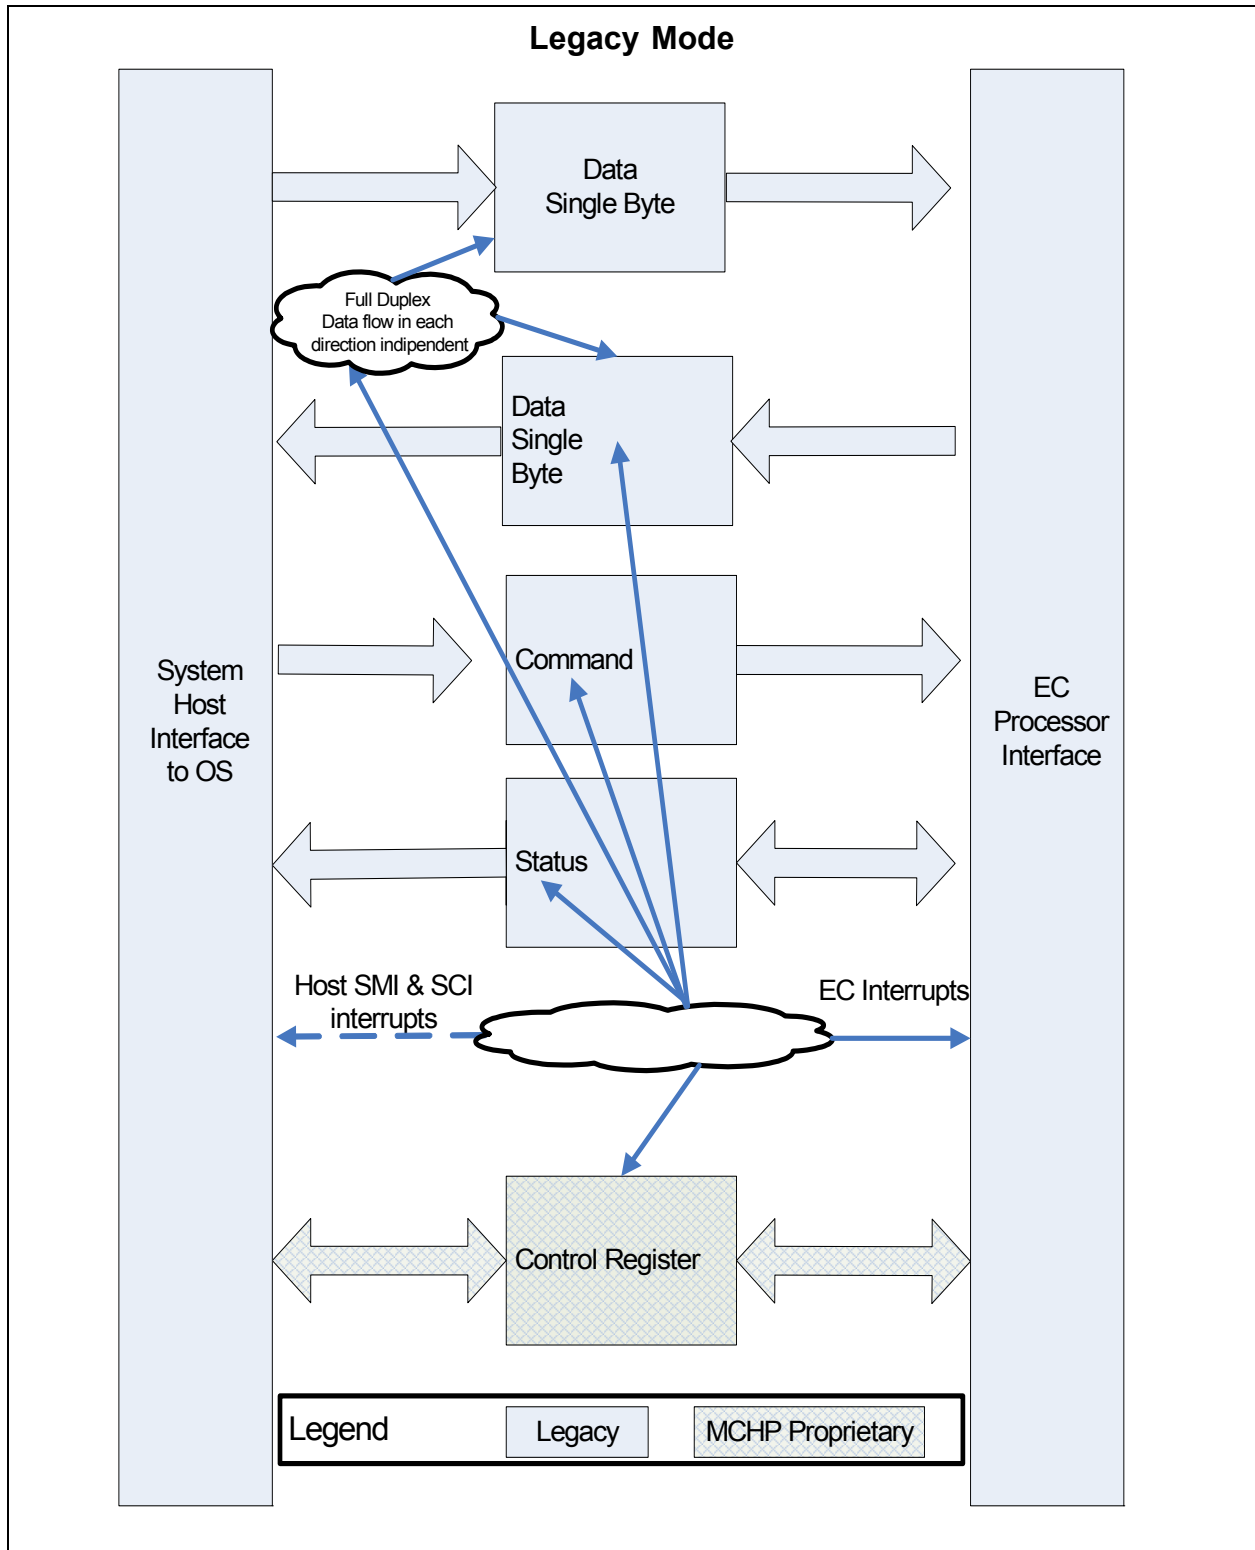 Legacy Mode
Data
Single Byte
Full Duplex
Data flow in each
direction indipendent
Data
Single
Byte
Command
System
Host
Interface
to OS
EC
Processor
Interface
Status
Host SMI & SCI
interrupts
EC Interrupts
Control Register
Legend
Legacy
MCHP Proprietary